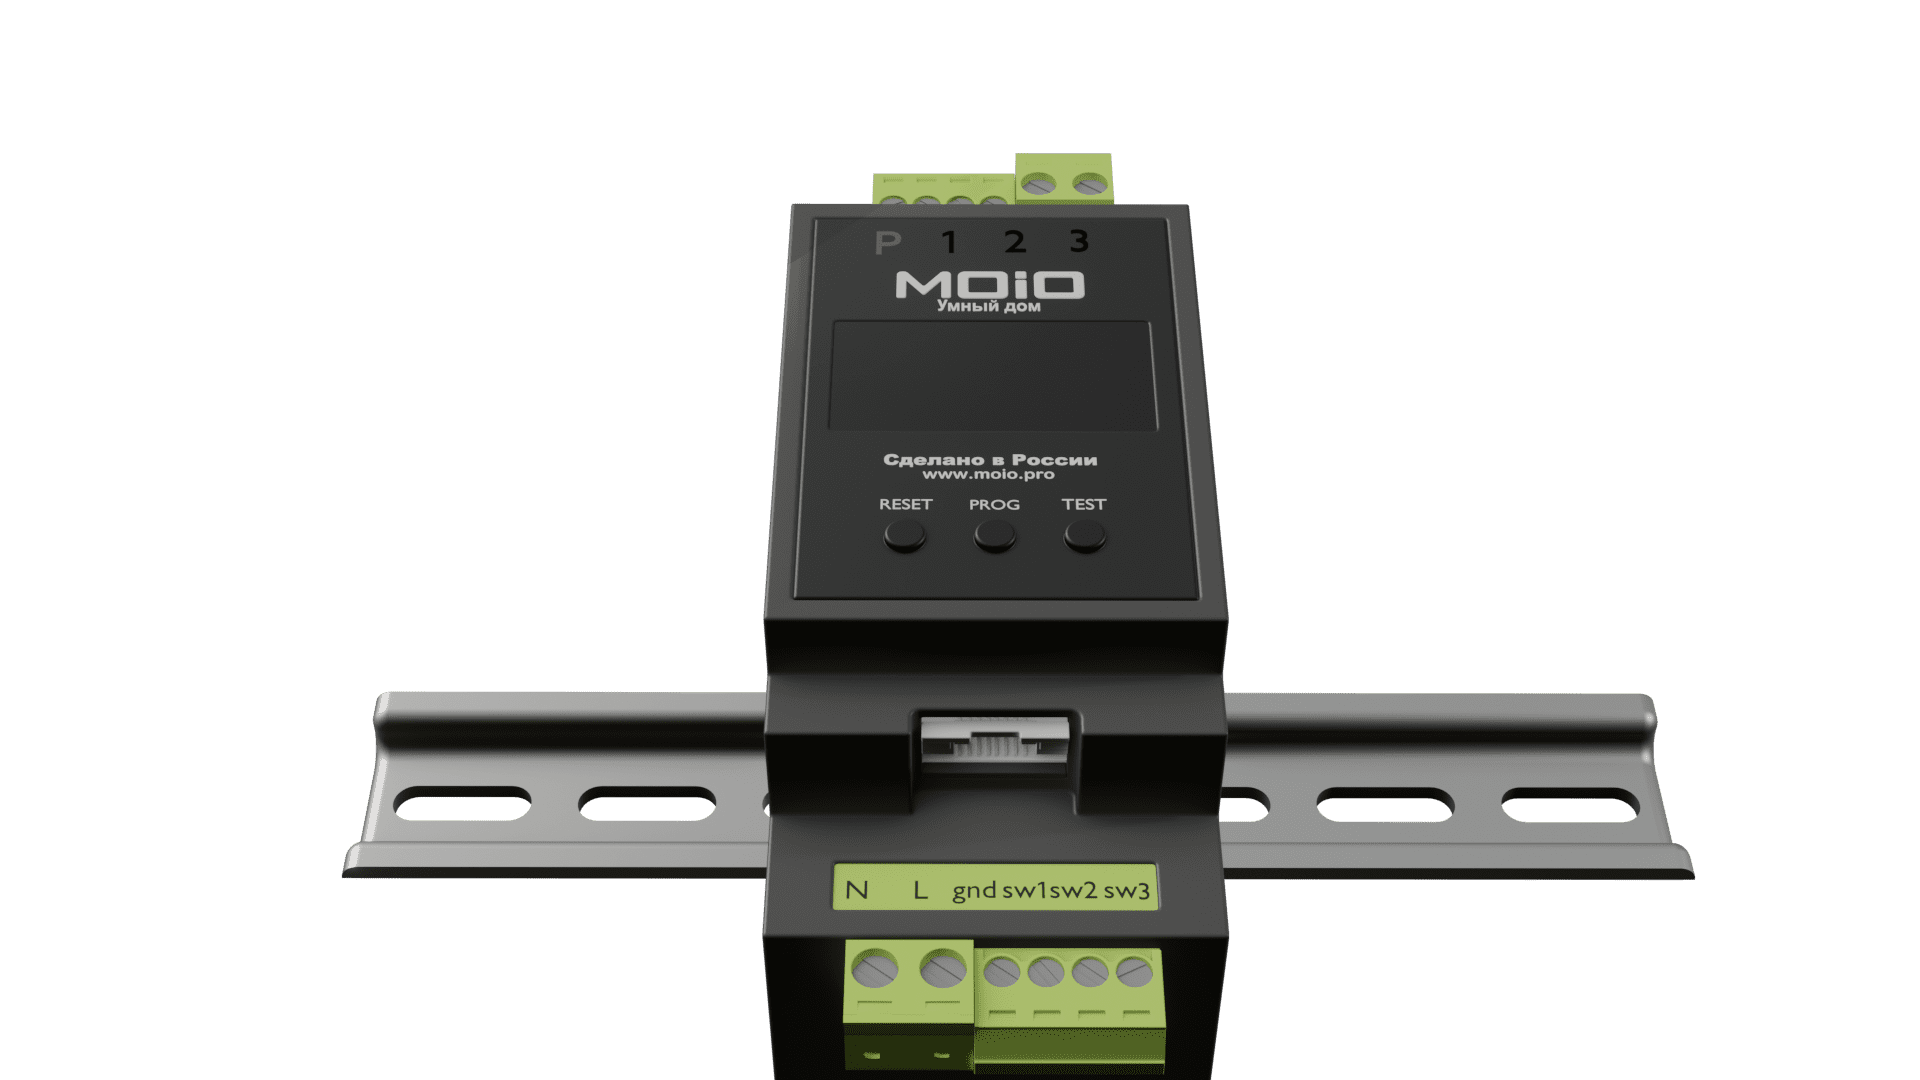 P 1 2 3
MOiO
Умный дом
Сделано в России
www.moio.pro
RESET PROG TEST
N L gnd sw1 sw2 sw3